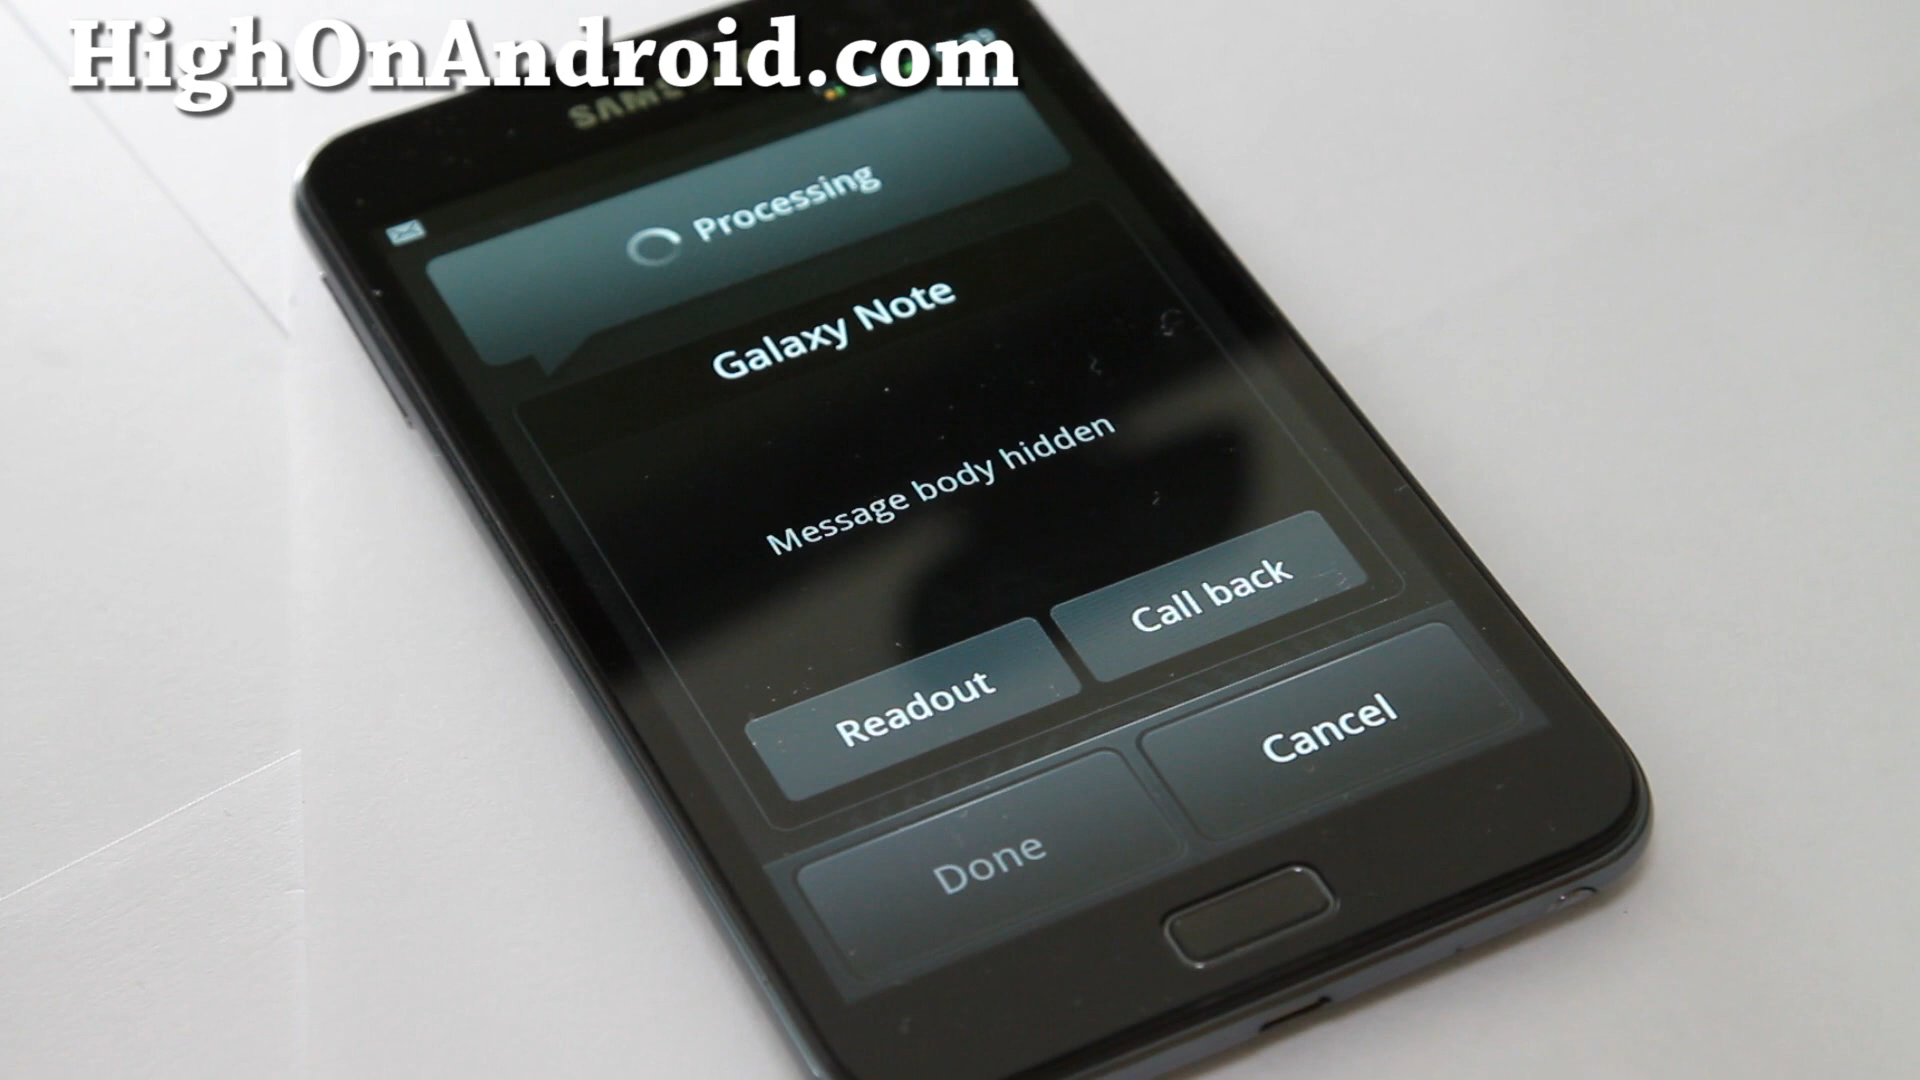 HighOnAndroid.com
Processing
Galaxy Note
Message body hidden
Call back
Readout
Cancel
Done